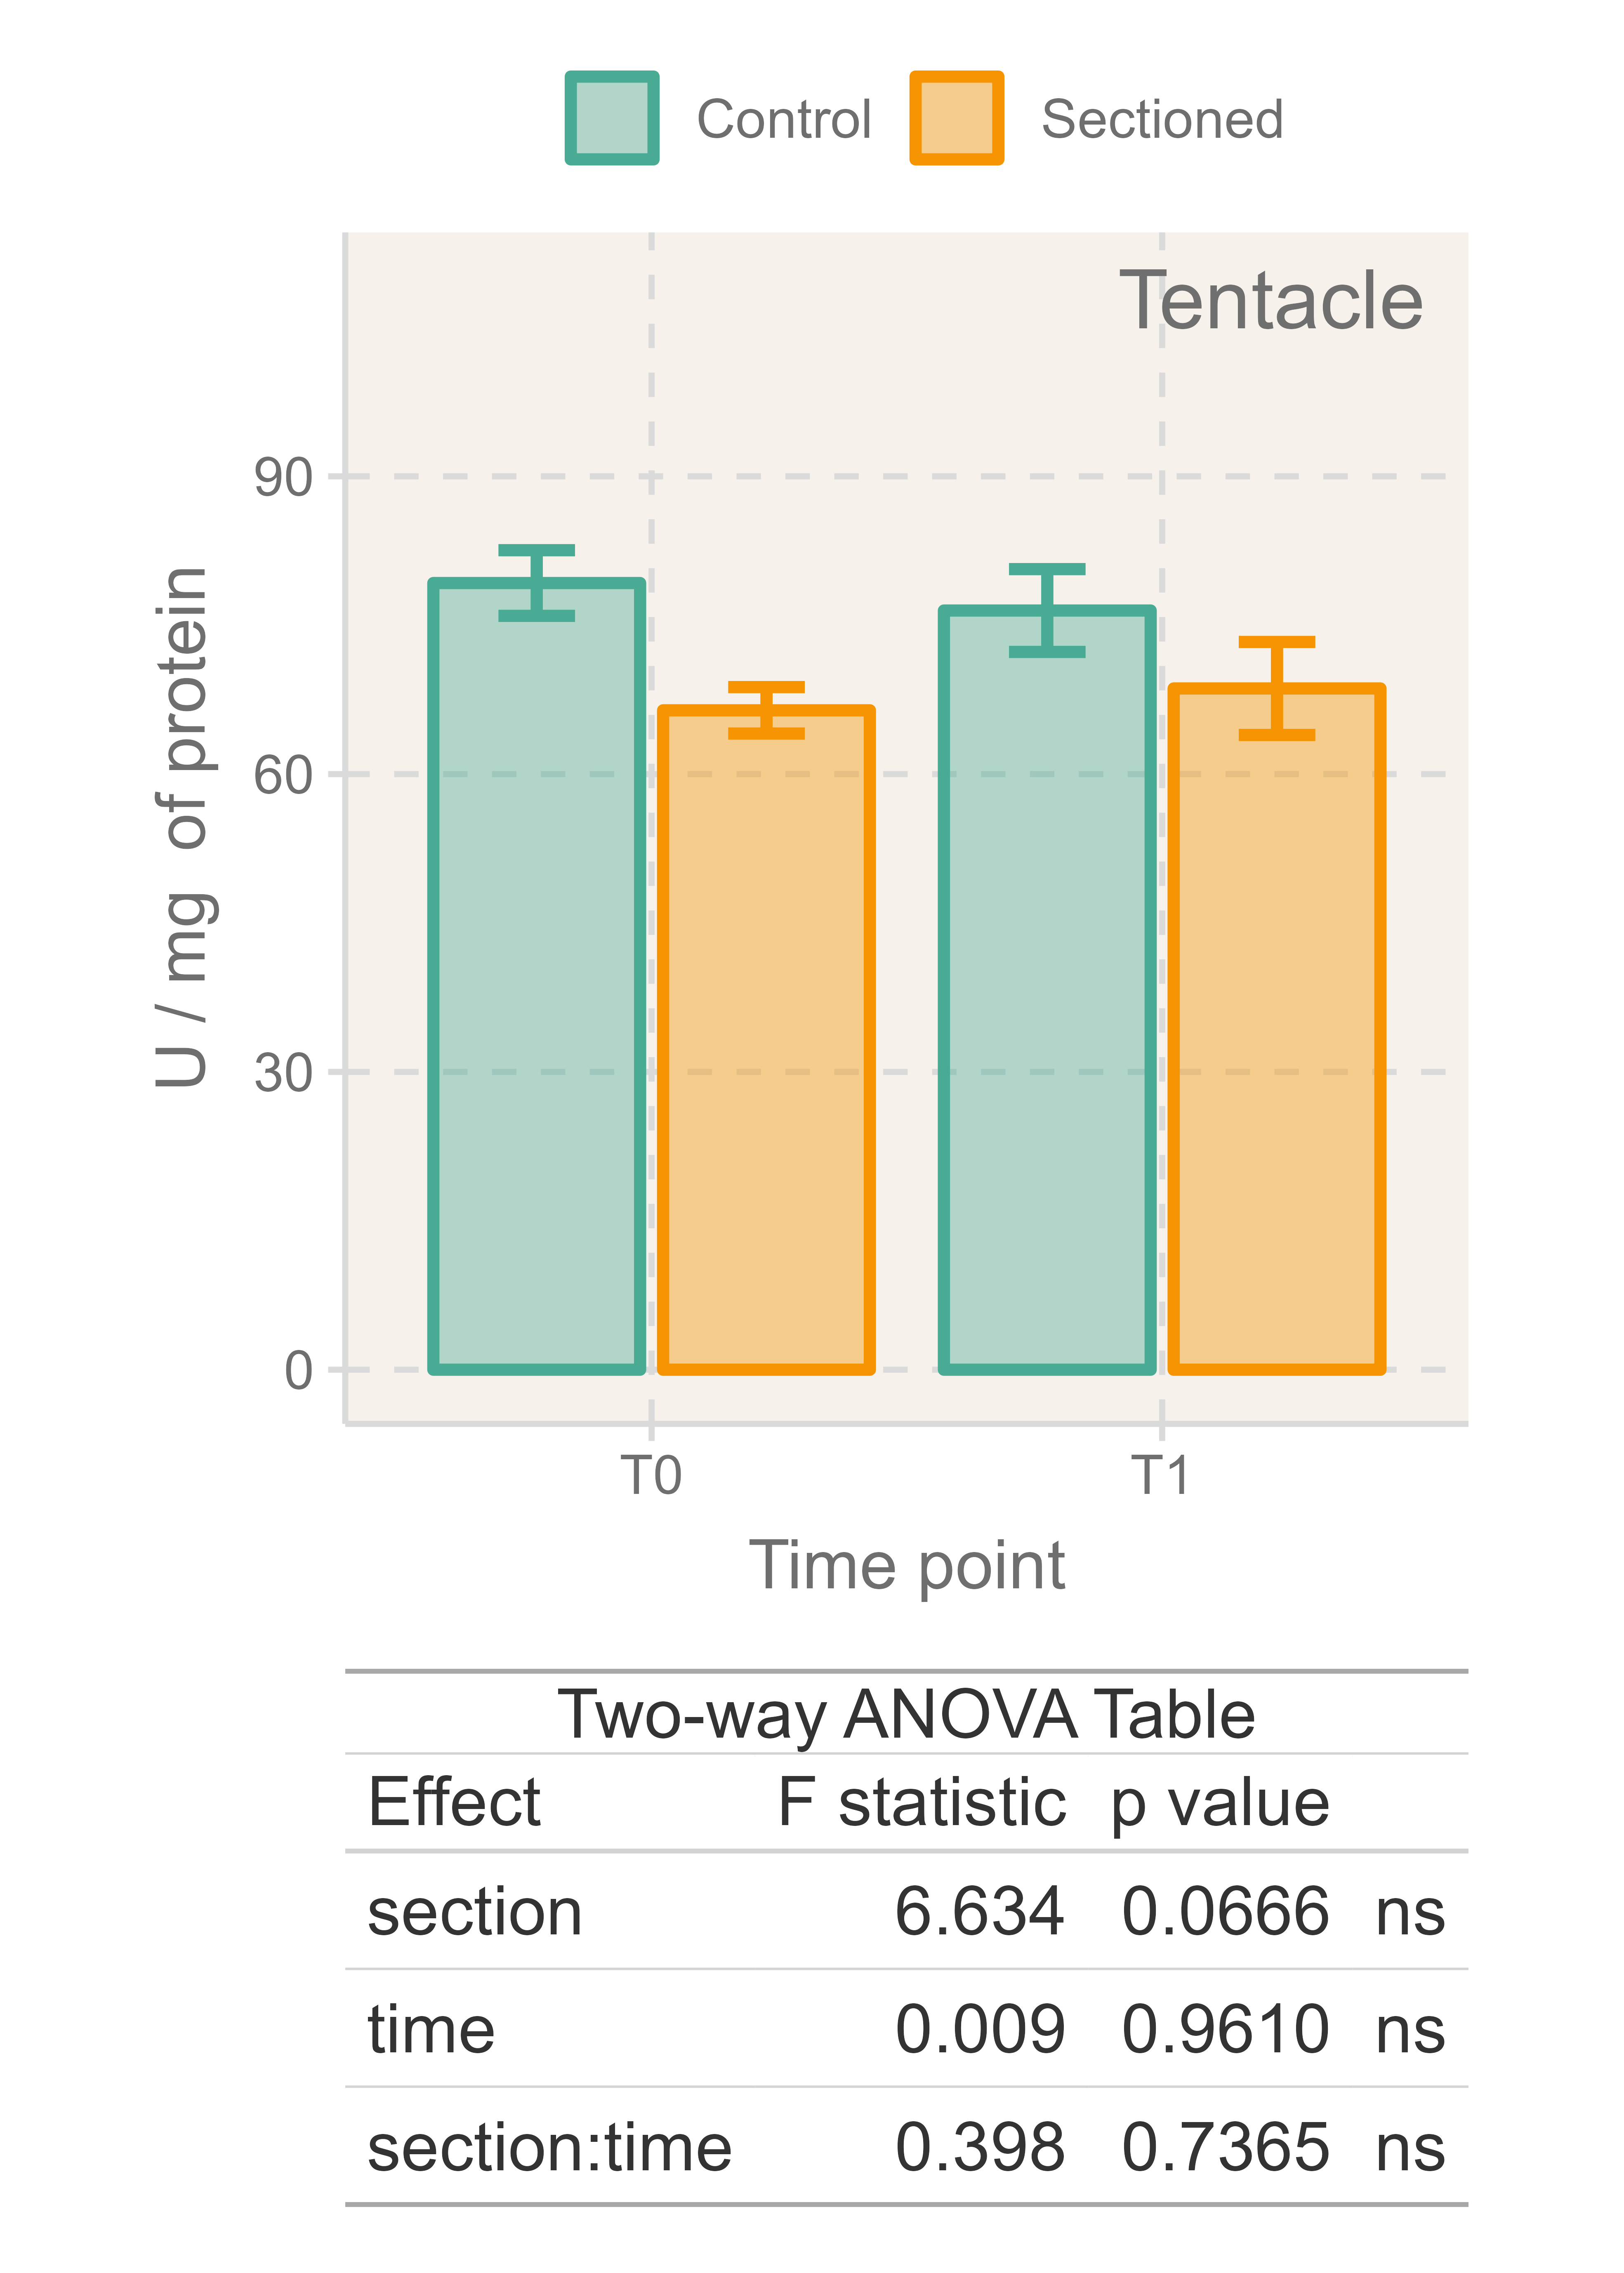 Control Sectioned
Tentacle
90
60
30
0
U / mg of protein
T0 T1
Time point
Two-way ANOVA Table
Effect F statistic p value
section 6.634 0.0666 ns
time 0.009 0.9610 ns
section:time 0.398 0.7365 ns